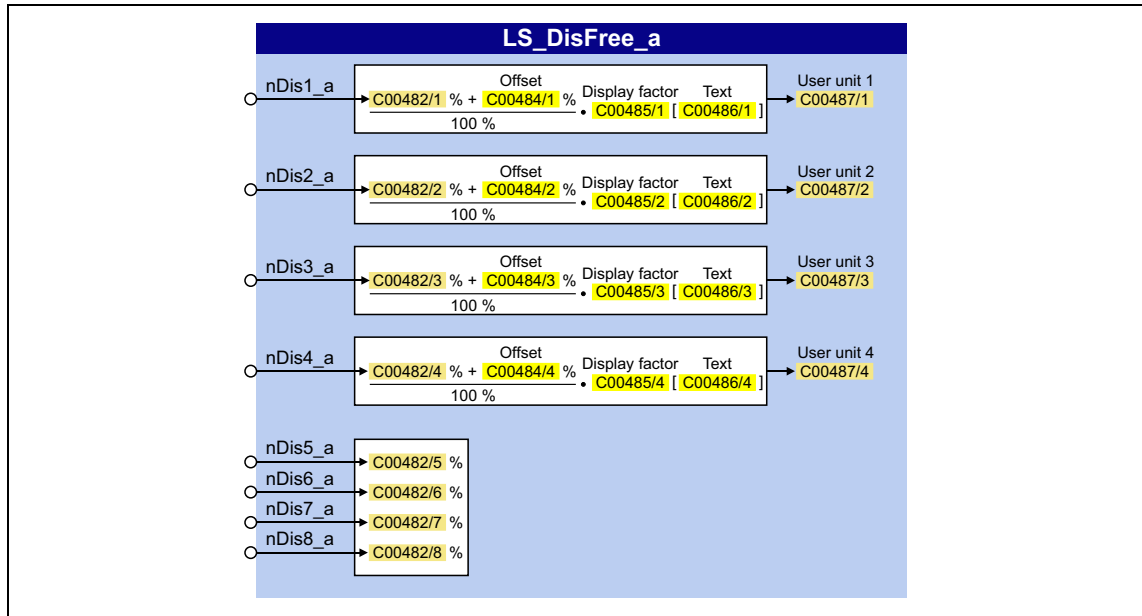 LS_DisFree_a
nDis1_a
Offset
C00482/1 % + C00484/1 %
100 %
Display factor Text
• C00485/1 [ C00486/1 ]
User unit 1
C00487/1
nDis2_a
Offset
C00482/2 % + C00484/2 %
100 %
Display factor Text
• C00485/2 [ C00486/2 ]
User unit 2
C00487/2
nDis3_a
Offset
C00482/3 % + C00484/3 %
100 %
Display factor Text
• C00485/3 [ C00486/3 ]
User unit 3
C00487/3
nDis4_a
Offset
C00482/4 % + C00484/4 %
100 %
Display factor Text
• C00485/4 [ C00486/4 ]
User unit 4
C00487/4
nDis5_a
C00482/5 %
nDis6_a
C00482/6 %
nDis7_a
C00482/7 %
nDis8_a
C00482/8 %